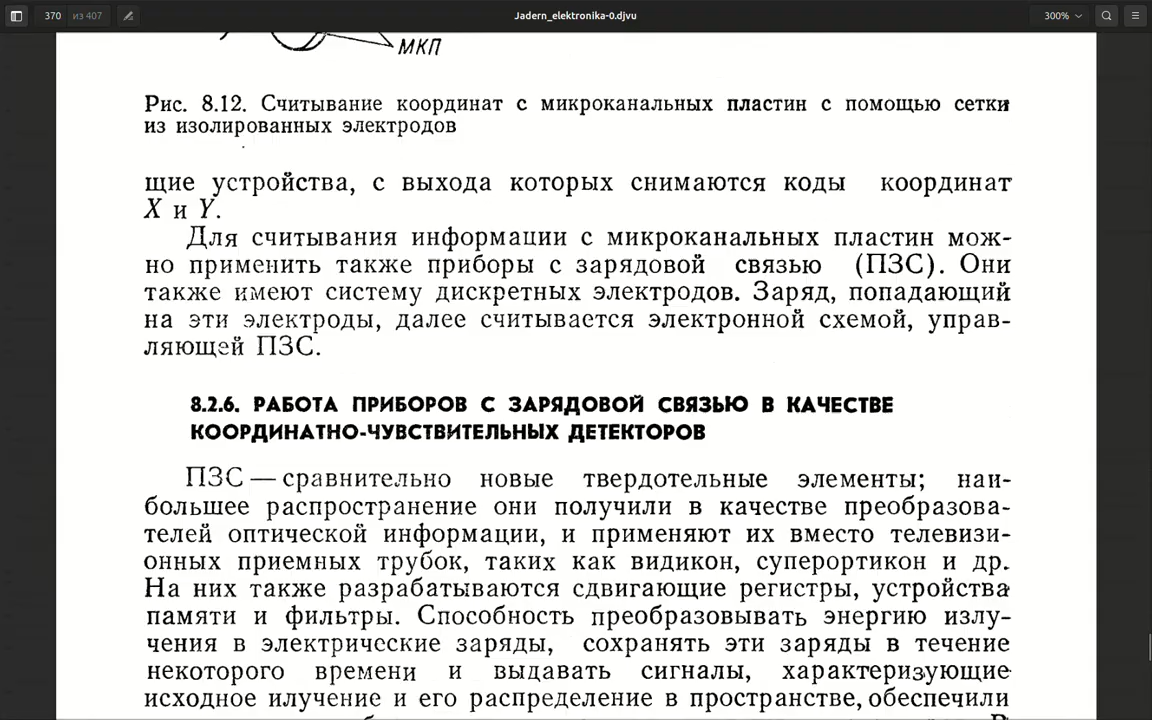 370 из 407
Jadern_elektronika-0.djvu
300%
МКП
Рис. 8.12. Считывание координат с микроканальных пластин с помощью сетки
из изолированных электродов
щие устройства, с выхода которых снимаются коды координат
X и Y.
Для считывания информации с микроканальных пластин мож-
но применить также приборы с зарядовой связью (ПЗС). Они
также имеют систему дискретных электродов. Заряд, попадающий
на эти электроды, далее считывается электронной схемой, управ-
ляющей ПЗС.
8.2.6. РАБОТА ПРИБОРОВ С ЗАРЯДОВОЙ СВЯЗЬЮ В КАЧЕСТВЕ
КООРДИНАТНО-ЧУВСТВИТЕЛЬНЫХ ДЕТЕКТОРОВ
ПЗС — сравнительно новые твердотельные элементы; наи-
большее распространение они получили в качестве преобразова-
телей оптической информации, и применяют их вместо телевизи-
онных приемных трубок, таких как видикон, суперортикон и др.
На них также разрабатываются сдвигающие регистры, устройства
памяти и фильтры. Способность преобразовывать энергию излу-
чения в электрические заряды, сохранять эти заряды в течение
некоторого времени и выдавать сигналы, характеризующие
исходное илучение и его распределение в пространстве, обеспечили